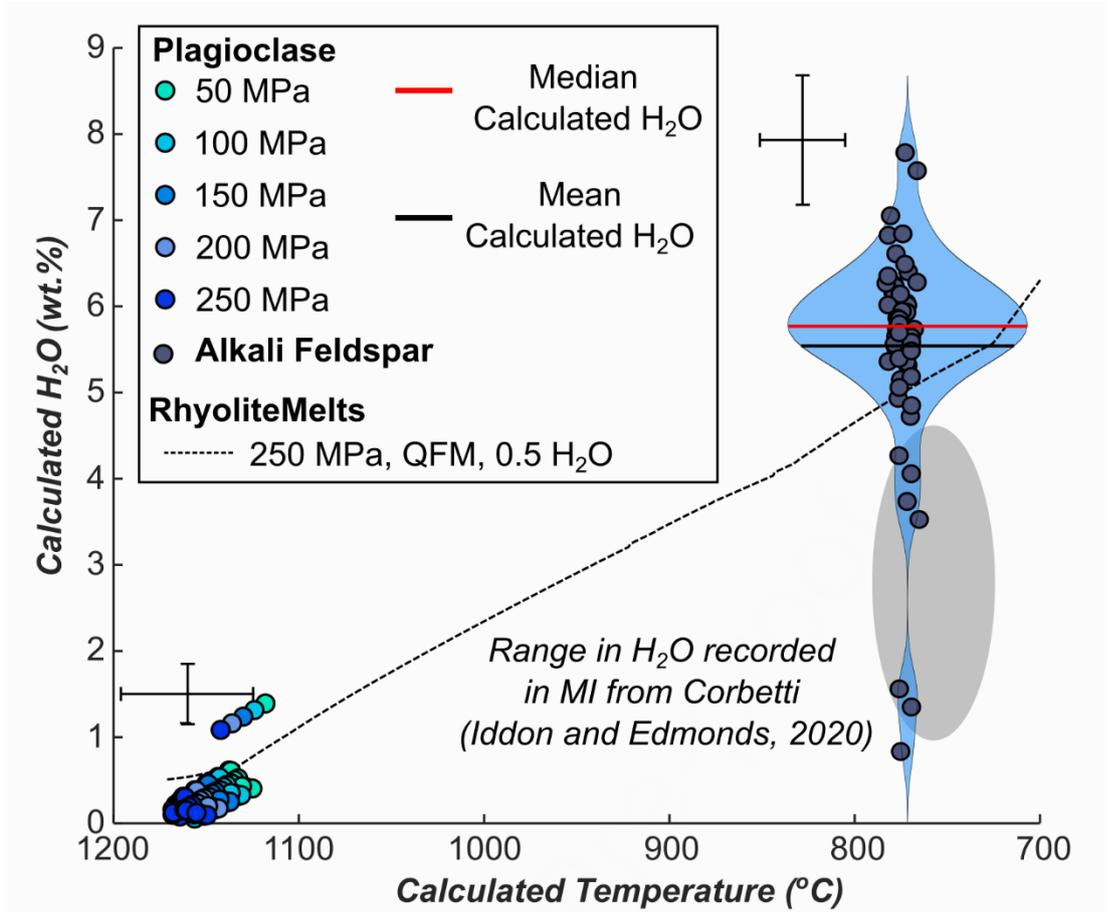 Plagioclase
50 MPa
100 MPa
150 MPa
200 MPa
250 MPa
Alkali Feldspar
RhyoliteMelts
250 MPa, QFM, 0.5 H₂O
Median
Calculated H₂O
Mean
Calculated H₂O
Range in H₂O recorded
in MI from Corbetti
(Iddon and Edmonds, 2020)
Calculated H₂O (wt.%)
9
8
7
6
5
4
3
2
1
0
1200 1100 1000 900 800 700
Calculated Temperature (ºC)